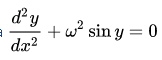 d²y/dx² + ω² sin y = 0